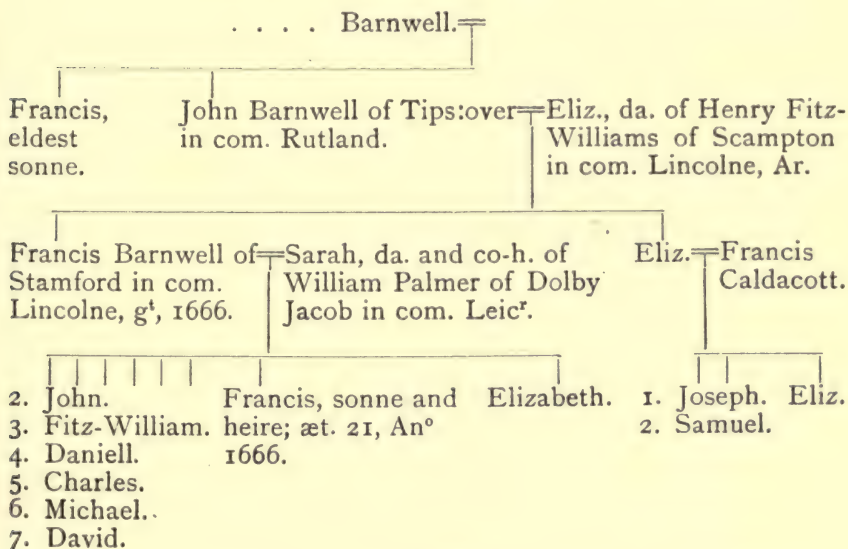 . . . . Barnwell.
Francis,
eldest
sonne.
John Barnwell of Tips:over
in com. Rutland.
Eliz., da. of Henry Fitz-
Williams of Scampton
in com. Lincolne, Ar.
Francis Barnwell of
Stamford in com.
Lincolne, gᵗ, 1666.
Sarah, da. and co-h. of
William Palmer of Dolby
Jacob in com. Leicʳ.
Eliz.
Francis
Caldacott.
2. John.
3. Fitz-William.
4. Daniell.
5. Charles.
6. Michael.
7. David.
Francis, sonne and
heire; æt. 21, Anᵒ
1666.
Elizabeth.
1. Joseph.
2. Samuel.
Eliz.